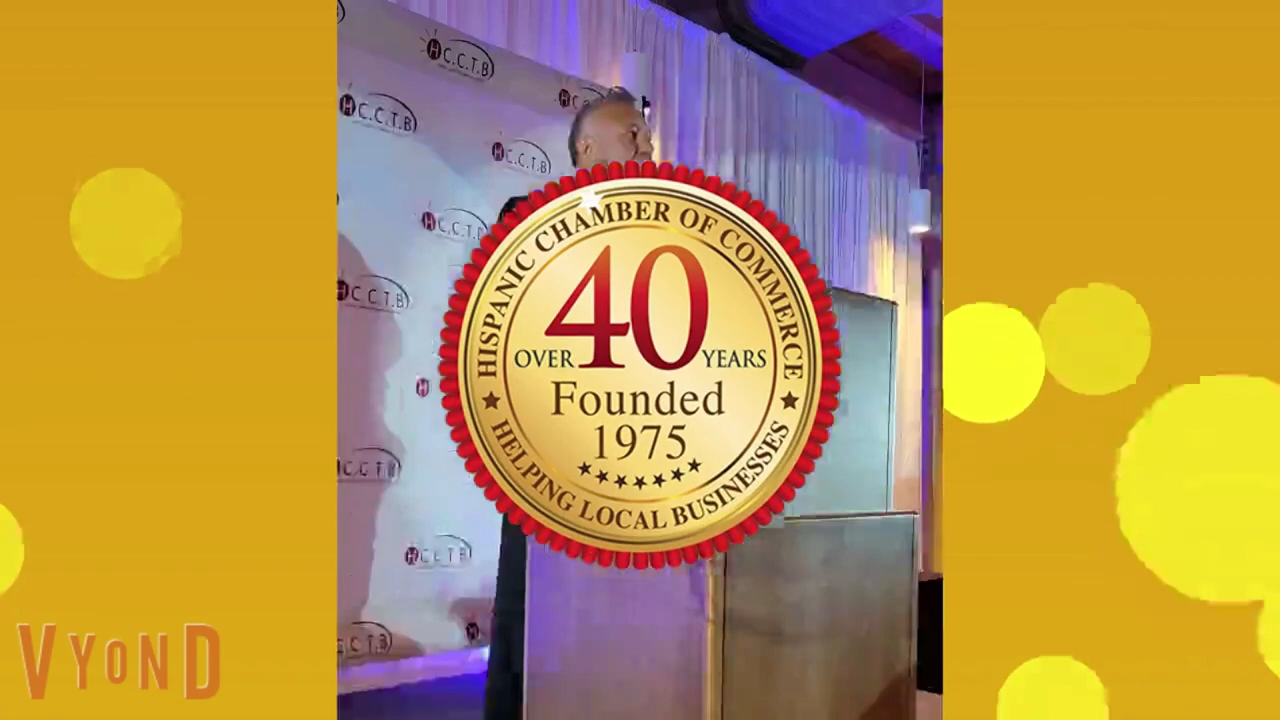 H C.C.T.B
H C.C.T.B
H C.C.T.B
H C.C.T.B
HISPANIC CHAMBER OF COMMERCE
OVER 40 YEARS
Founded
1975
HELPING LOCAL BUSINESSES
VYOND